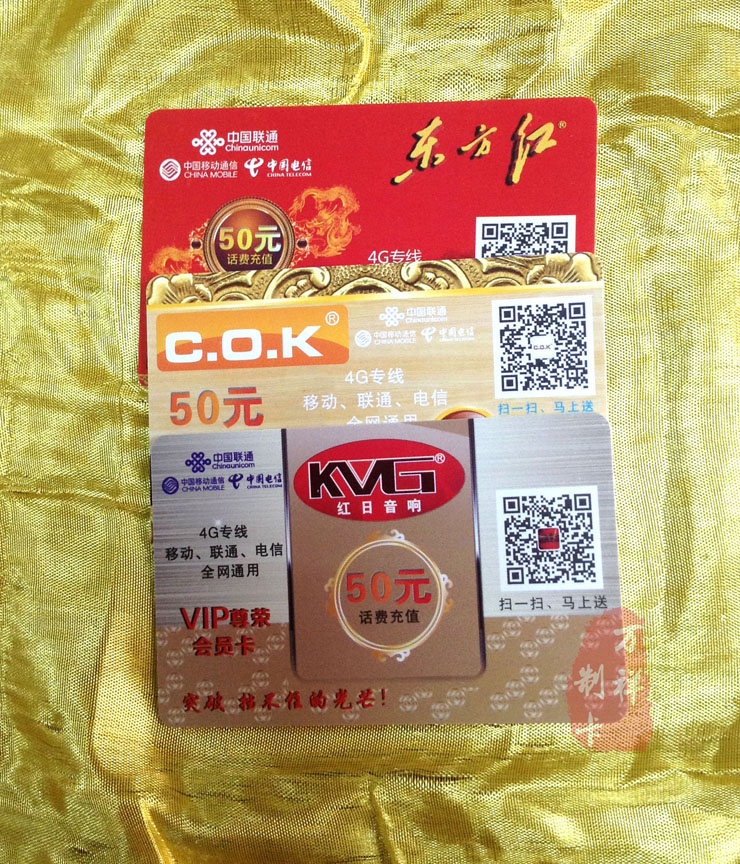 中国联通
Chinaunicom
中国移动通信
CHINA MOBILE
中国电信
CHINA TELECOM
东方红®
50元
话费充值
4G专线
C.O.K®
中国联通
Chinaunicom
中国移动通信
CHINA MOBILE
中国电信
CHINA TELECOM
50元
4G专线
移动、联通、电信
全网通用
C.O.K
扫一扫、马上送
中国联通
Chinaunicom
中国移动通信
CHINA MOBILE
中国电信
CHINA TELECOM
KVG®
红日音响
4G专线
移动、联通、电信
全网通用
50元
话费充值
扫一扫、马上送
VIP尊荣
会员卡
突破 挡不住的光芒!
万祥
制卡